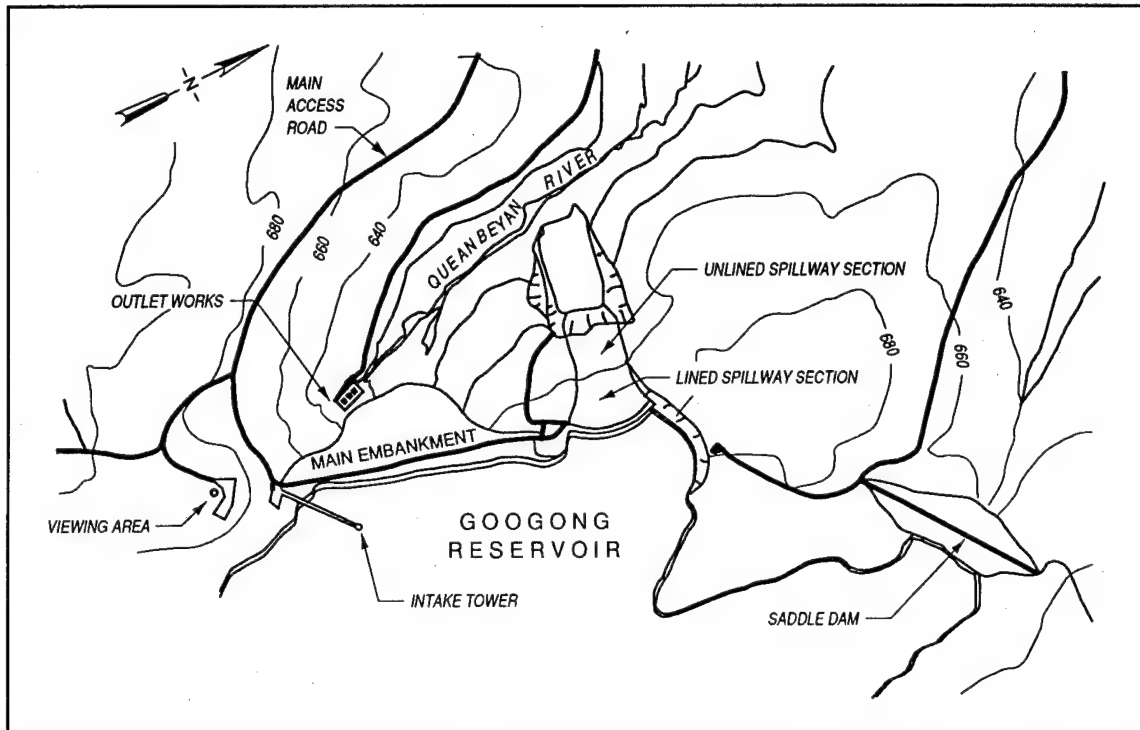 N
MAIN
ACCESS
ROAD
680
660
640
QUEANBEYAN RIVER
OUTLET WORKS
UNLINED SPILLWAY SECTION
LINED SPILLWAY SECTION
680
660
640
MAIN EMBANKMENT
VIEWING AREA
GOOGONG
RESERVOIR
INTAKE TOWER
SADDLE DAM